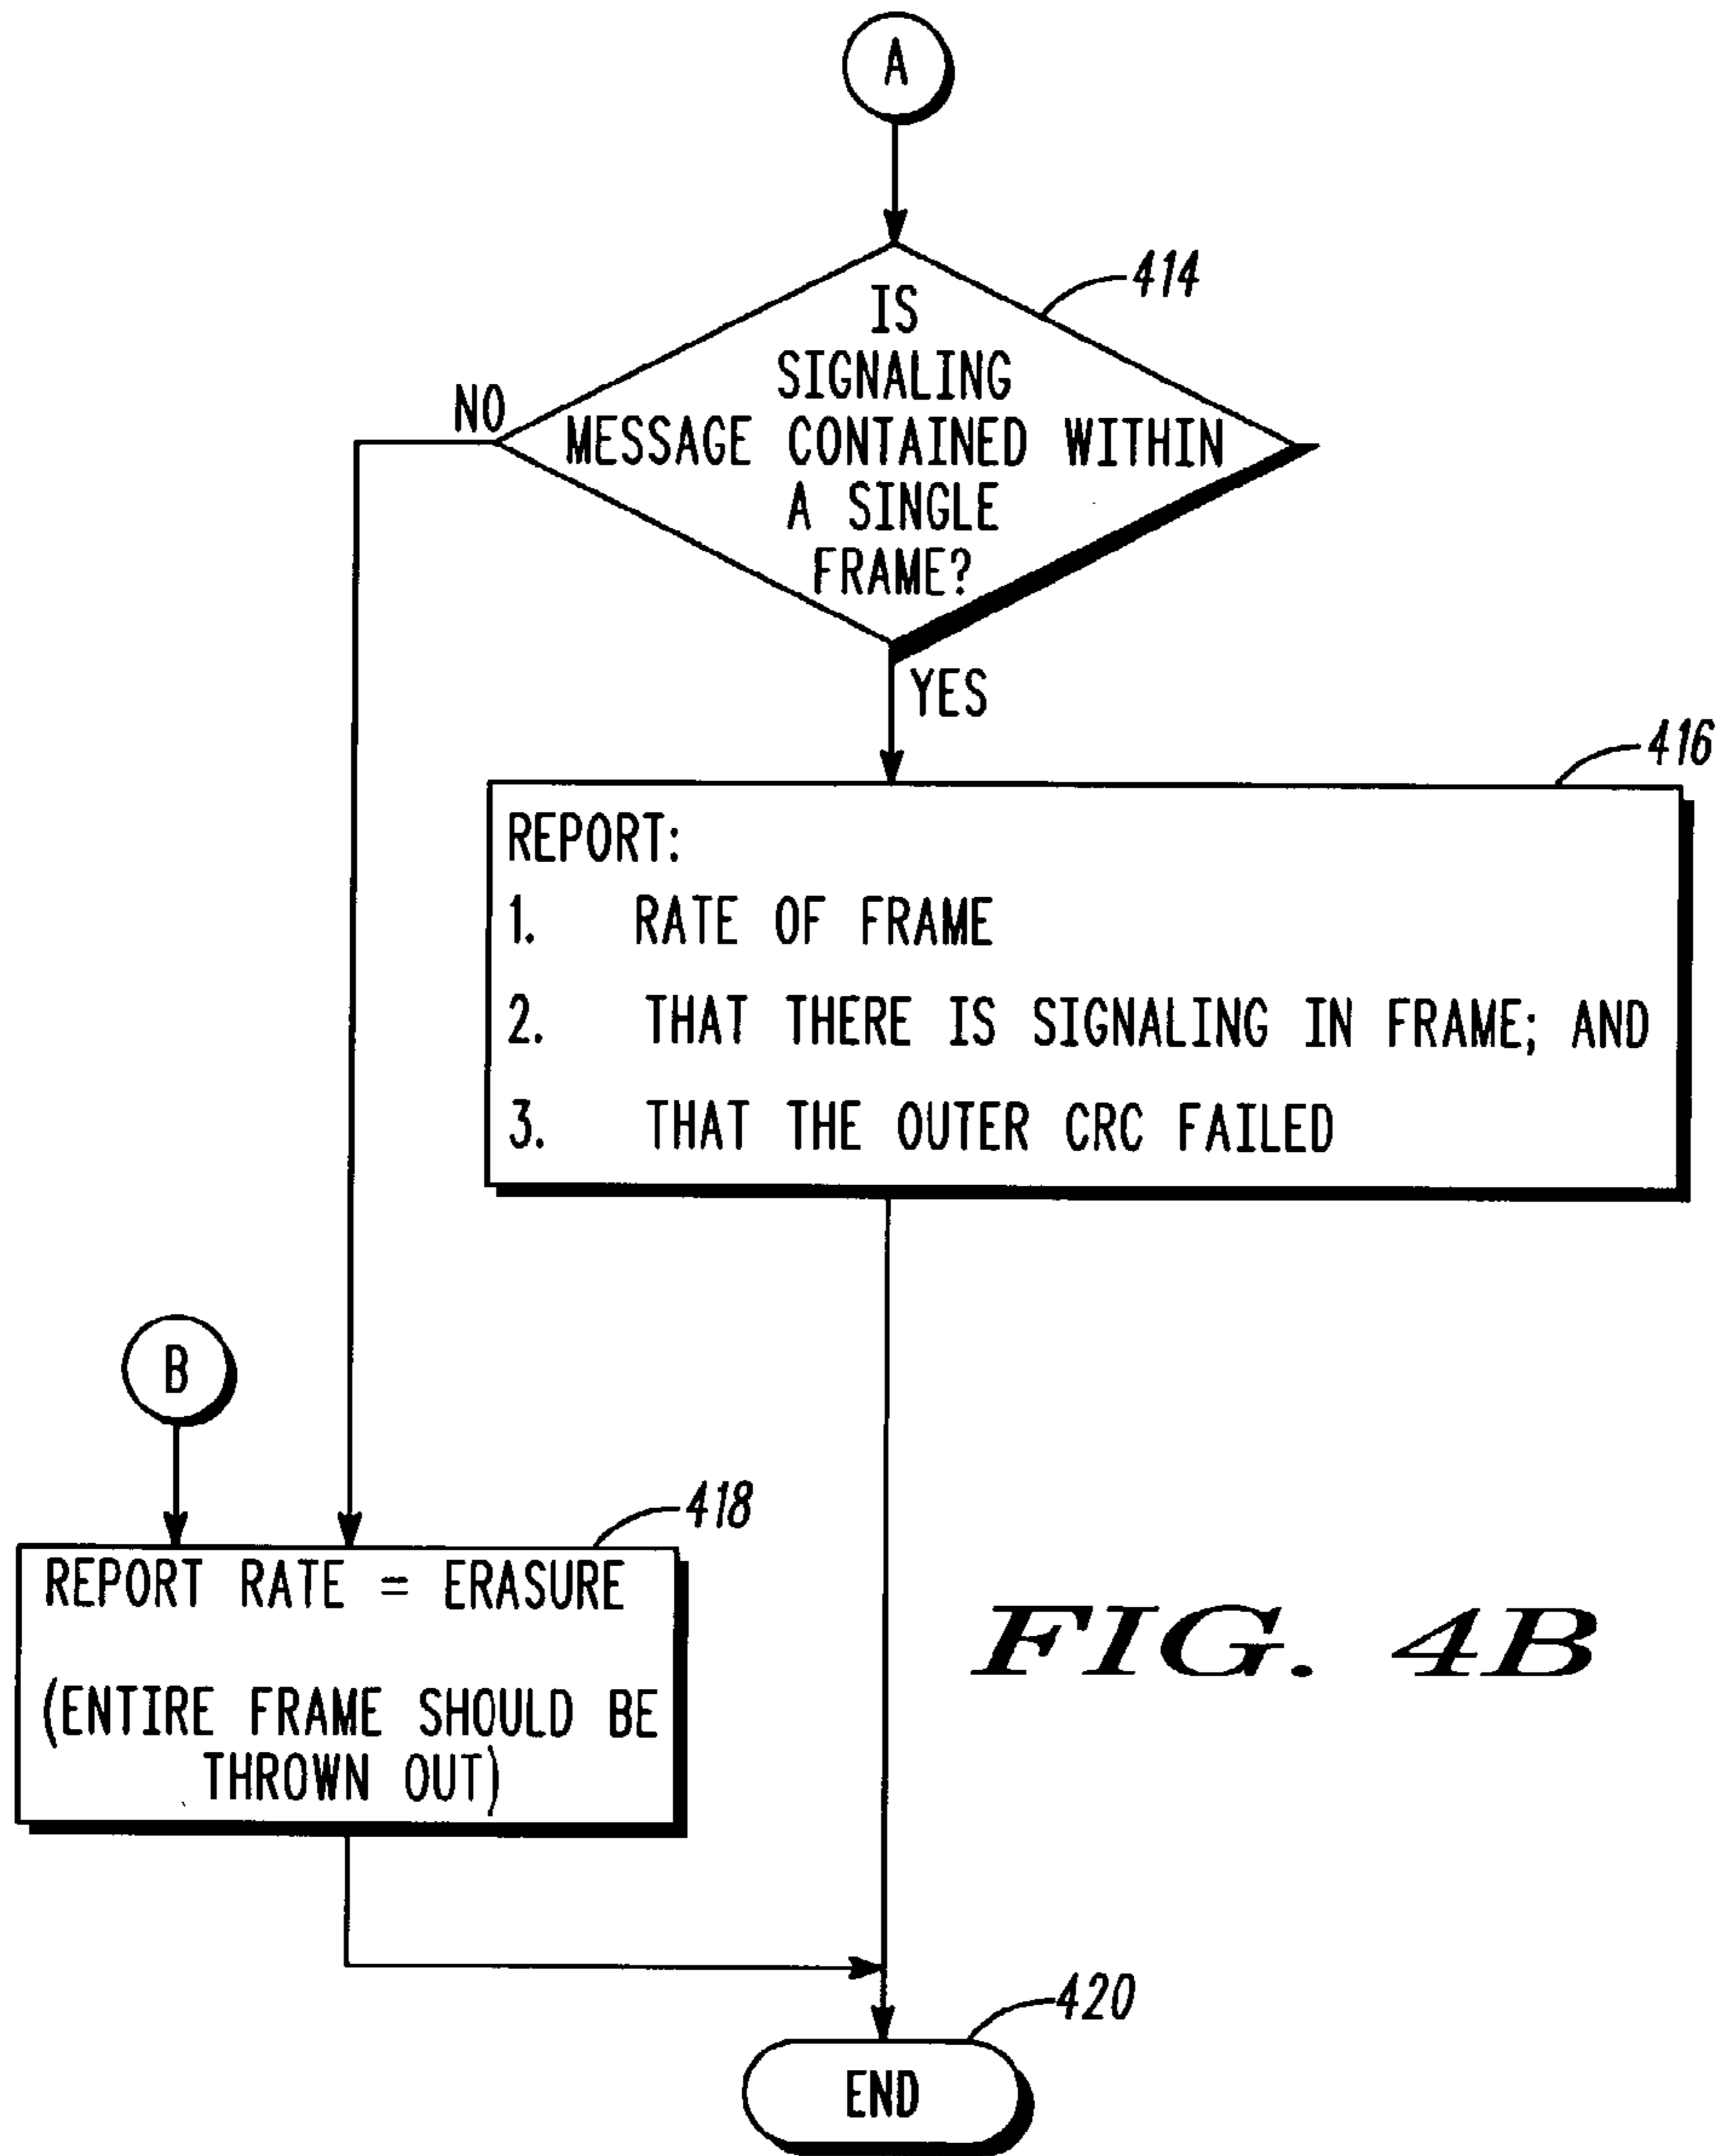 A
414
IS
SIGNALING
MESSAGE CONTAINED WITHIN
A SINGLE
FRAME?
NO
YES
416
REPORT:
1. RATE OF FRAME
2. THAT THERE IS SIGNALING IN FRAME; AND
3. THAT THE OUTER CRC FAILED
B
418
REPORT RATE = ERASURE
(ENTIRE FRAME SHOULD BE
THROWN OUT)
FIG. 4B
420
END